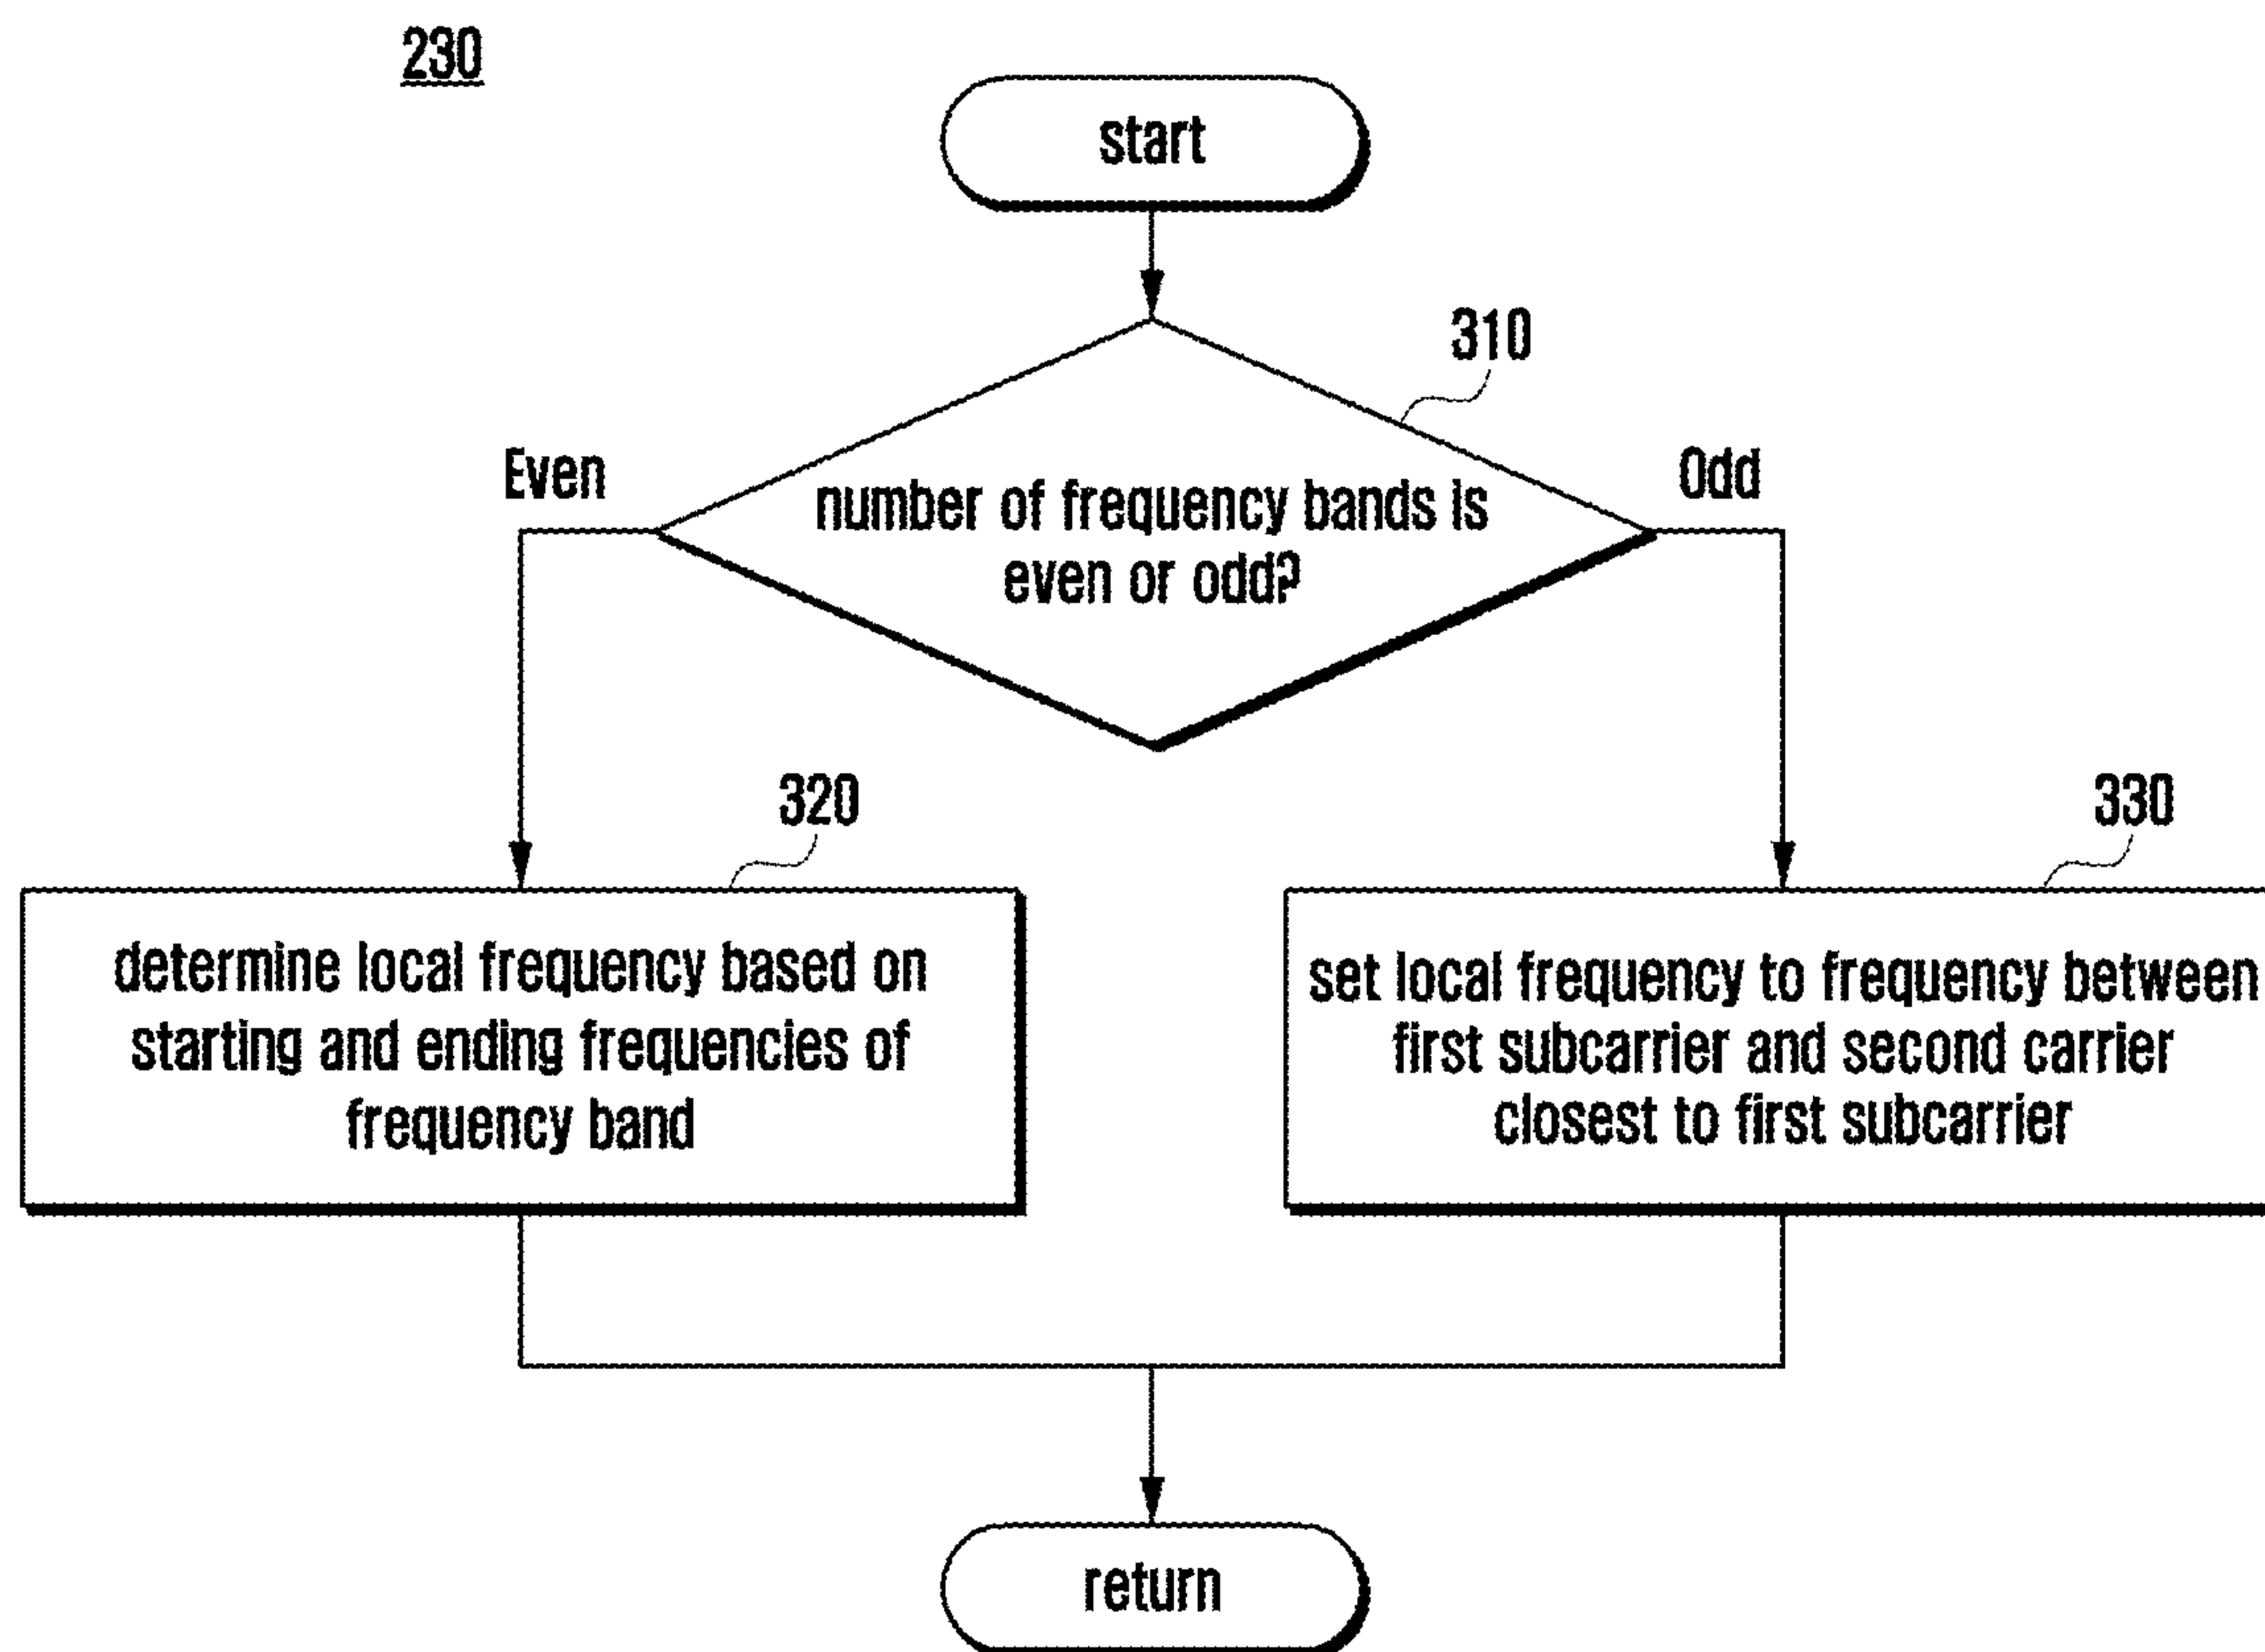 230
start
310
Even
Odd
number of frequency bands is
even or odd?
320
330
determine local frequency based on
starting and ending frequencies of
frequency band
set local frequency to frequency between
first subcarrier and second carrier
closest to first subcarrier
return